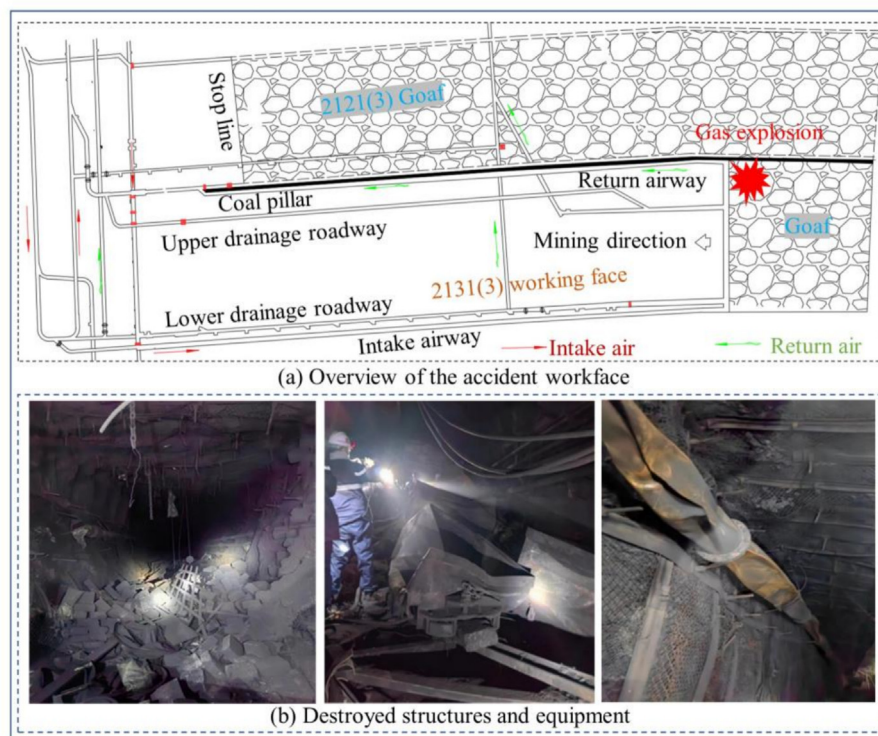 Stop line
2121(3) Goaf
Gas explosion
Return airway
Coal pillar
Upper drainage roadway
Mining direction
Goaf
2131(3) working face
Lower drainage roadway
Intake airway
Intake air
Return air
(a) Overview of the accident workface
(b) Destroyed structures and equipment